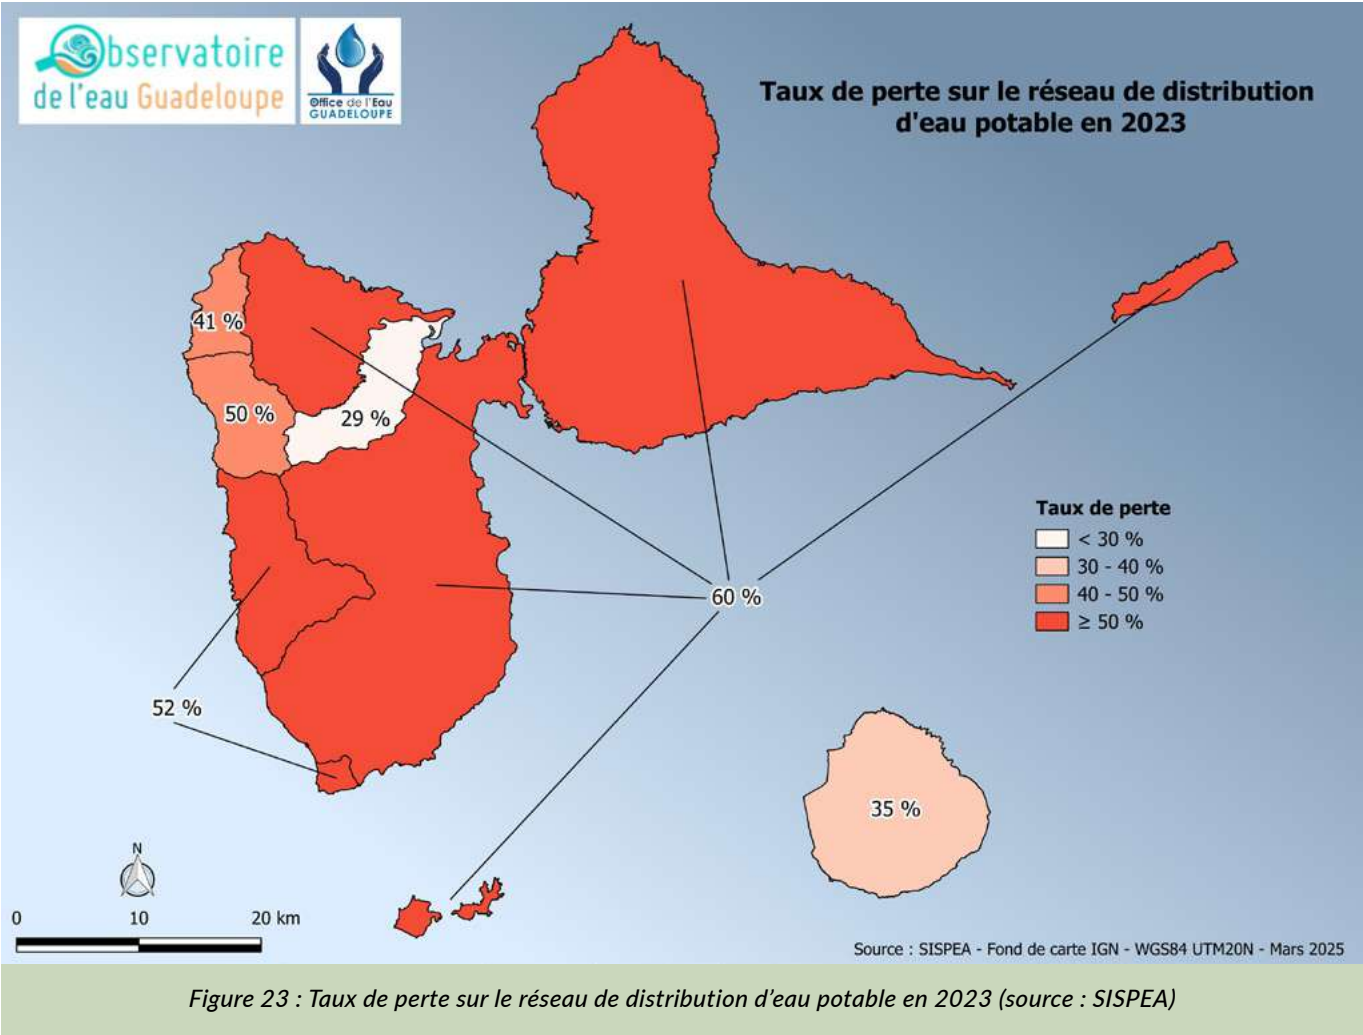 Observatoire
de l'eau Guadeloupe
Office de l'Eau
GUADELOUPE
Taux de perte sur le réseau de distribution
d'eau potable en 2023
41 %
50 %
29 %
60 %
52 %
35 %
Taux de perte
< 30 %
30 - 40 %
40 - 50 %
≥ 50 %
N
0 10 20 km
Source : SISPEA - Fond de carte IGN - WGS84 UTM20N - Mars 2025
Figure 23 : Taux de perte sur le réseau de distribution d’eau potable en 2023 (source : SISPEA)